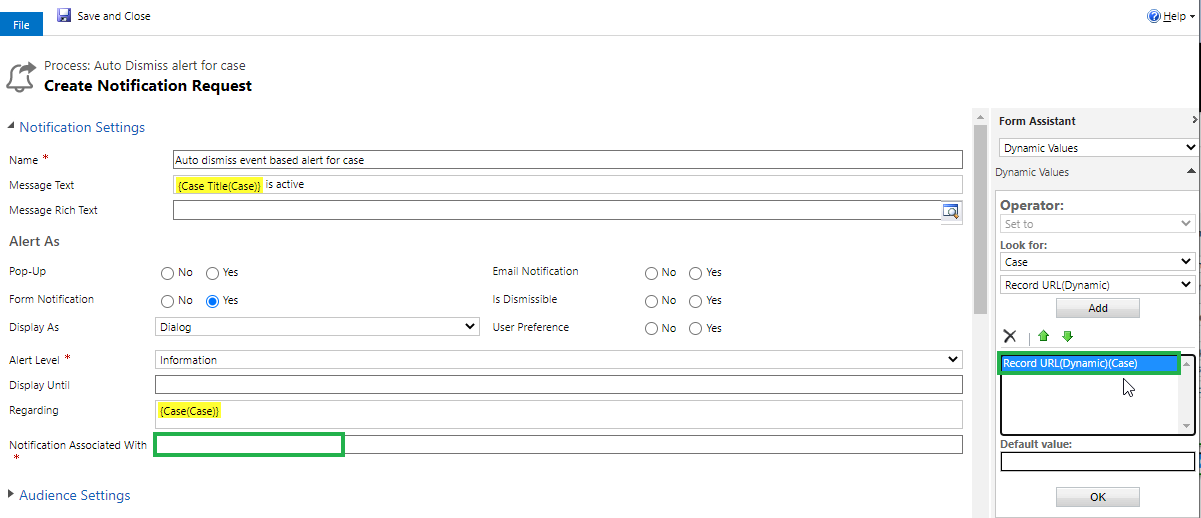 File
Save and Close
Help
Process: Auto Dismiss alert for case
Create Notification Request
Notification Settings
Name *
Auto dismiss event based alert for case
Message Text
{Case Title(Case)} is active
Message Rich Text
Alert As
Pop-Up
No
Yes
Email Notification
No
Yes
Form Notification
No
Yes
Is Dismissible
No
Yes
Display As
Dialog
User Preference
No
Yes
Alert Level *
Information
Display Until
Regarding
{Case(Case)}
Notification Associated With
*
Audience Settings
Form Assistant
Dynamic Values
Dynamic Values
Operator:
Set to
Look for:
Case
Record URL(Dynamic)
Add
Record URL(Dynamic)(Case)
Default value:
OK